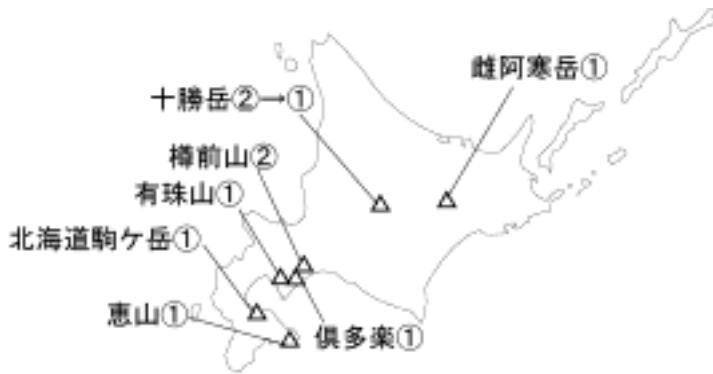 雌阿寒岳①
十勝岳②→①
樽前山②
有珠山①
北海道駒ケ岳①
恵山①
倶多楽①